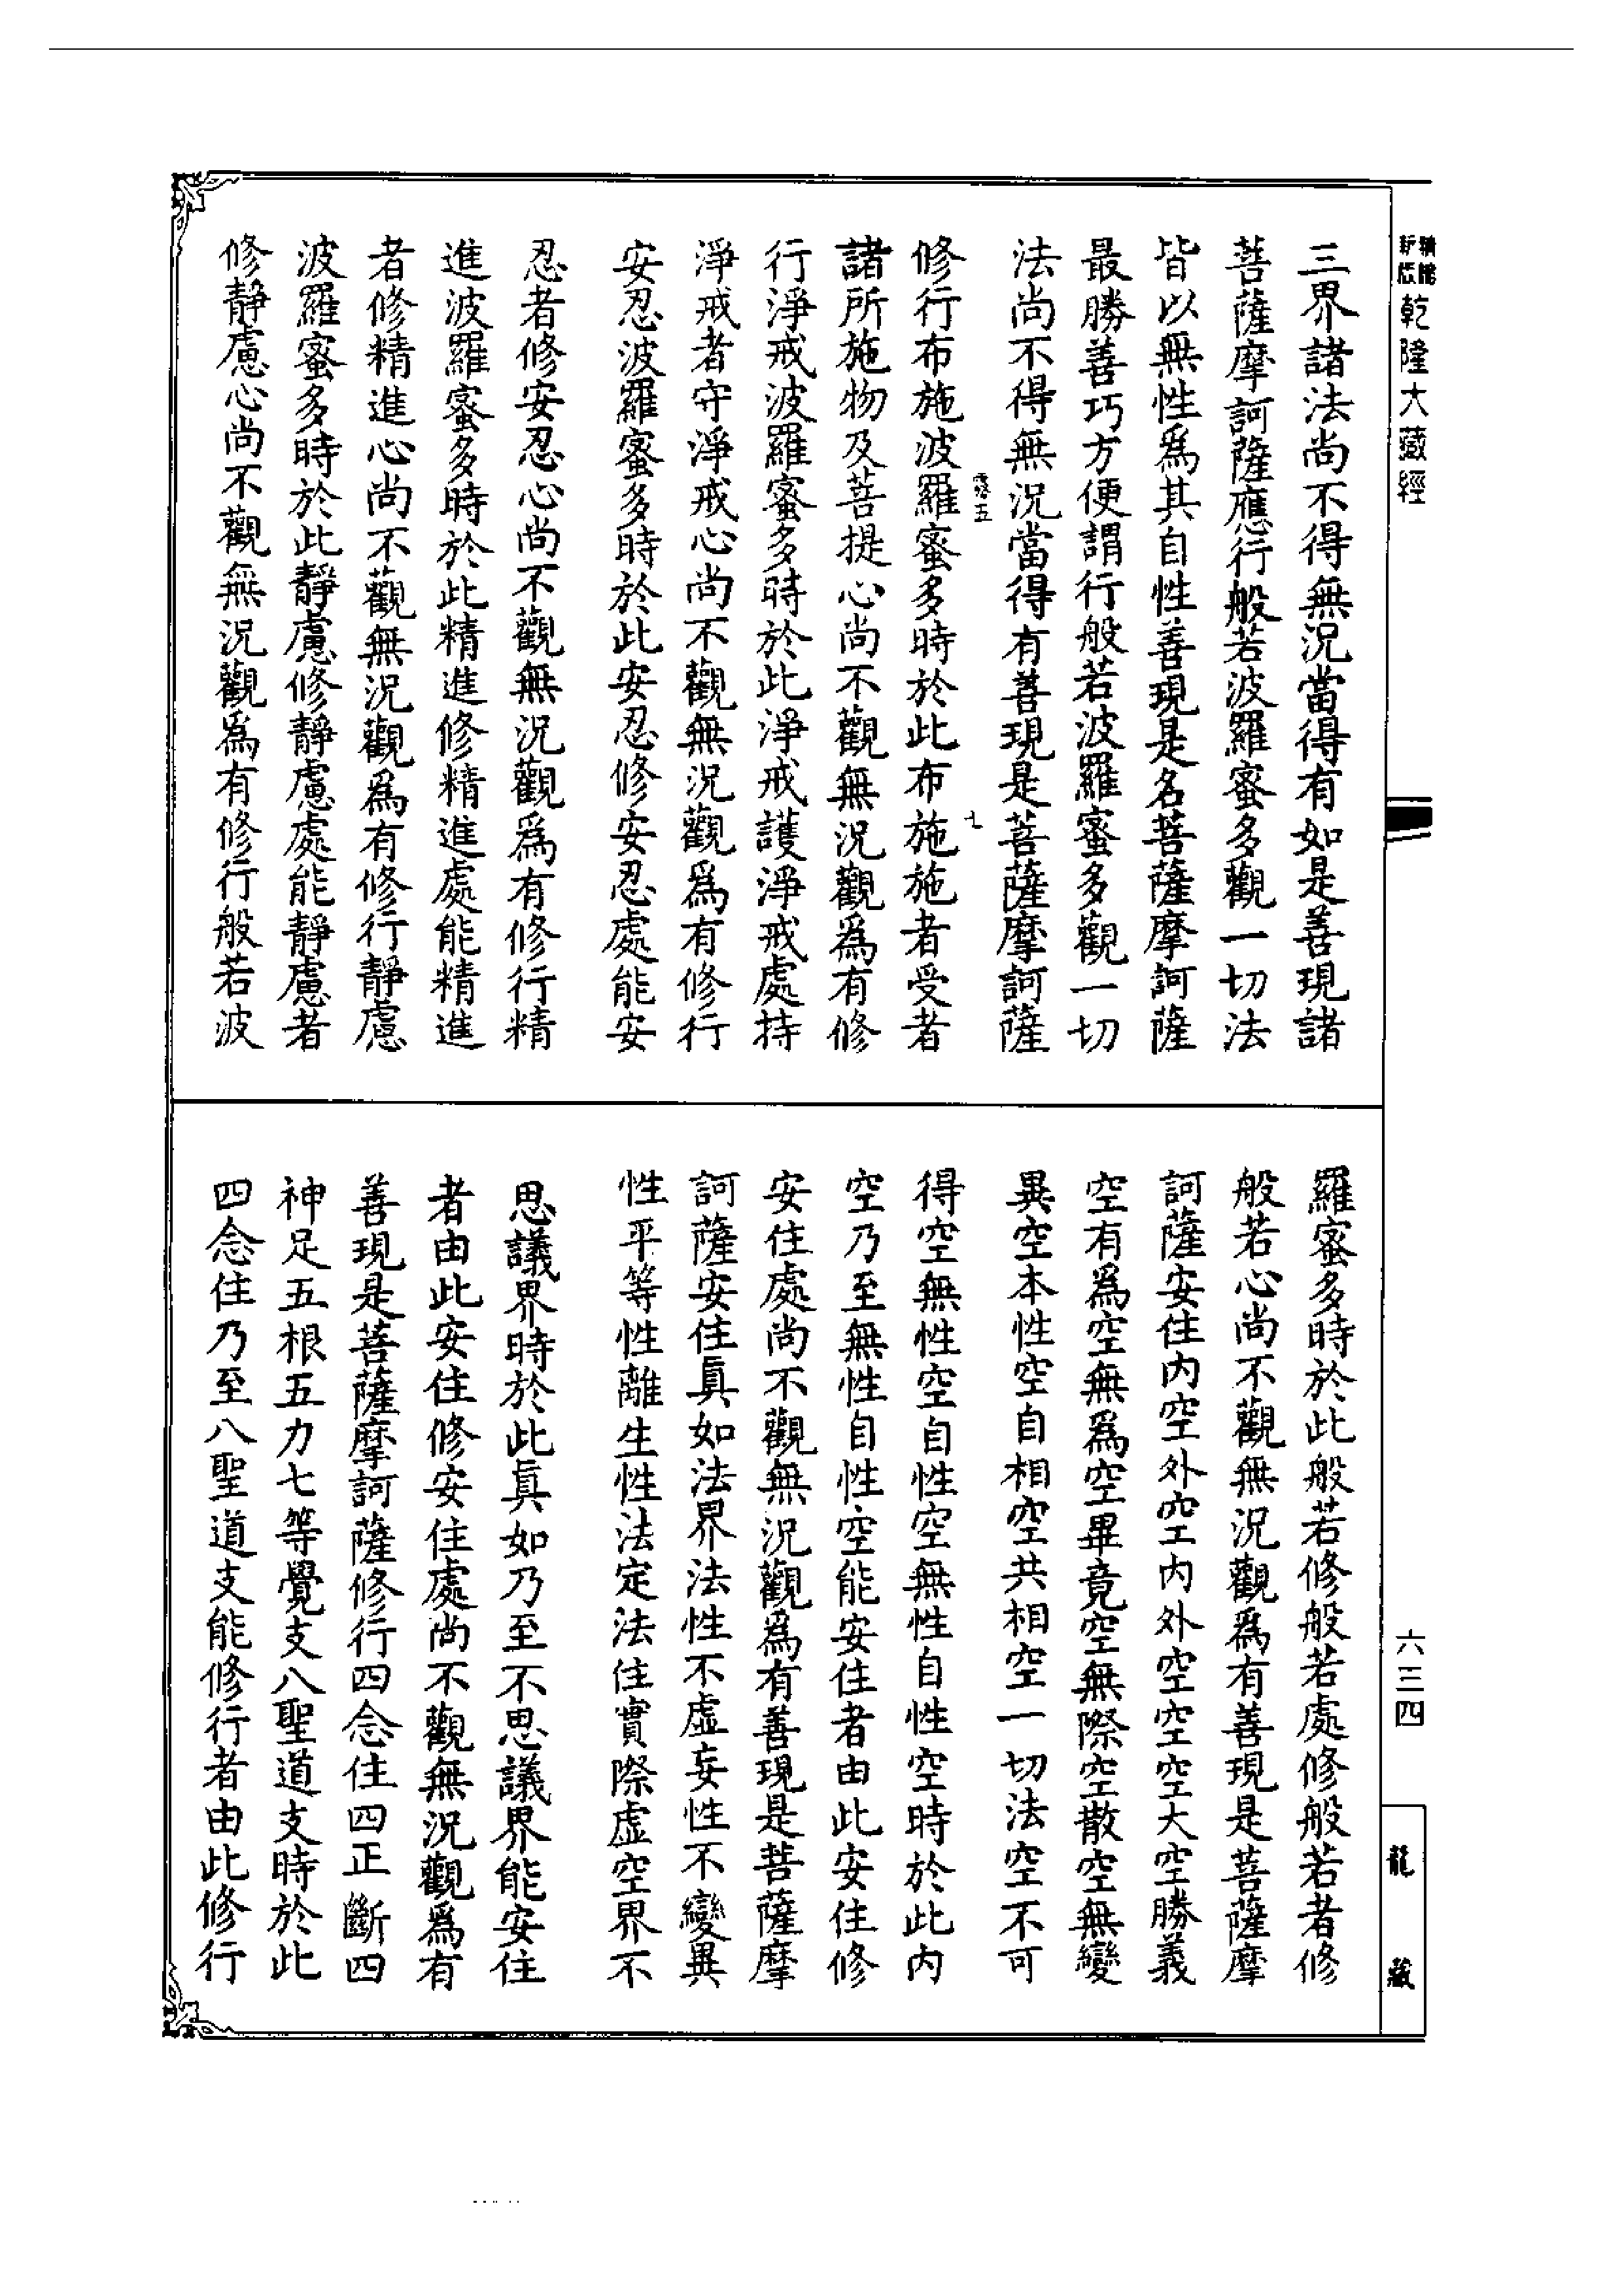 乾隆大藏經
三界諸法尚不得無況當得有如是善現諸
菩薩摩訶薩應行般若波羅蜜多觀一切法
皆以無性為其自性善現是名菩薩摩訶薩
最勝善巧方便謂行般若波羅蜜多觀一切
法尚不得無況當得有善現是菩薩摩訶薩
五
七
修行布施波羅蜜多時於此布施施者受者
諸所施物及菩提心尚不觀無況觀為有修
行淨戒波羅蜜多時於此淨戒護淨戒處持
淨戒者守淨戒心尚不觀無況觀為有修行
安忍波羅蜜多時於此安忍修安忍處能安
忍者修安忍心尚不觀無況觀為有修行精
進波羅蜜多時於此精進修精進處能精進
者修精進心尚不觀無況觀為有修行靜慮
波羅蜜多時於此靜慮修靜慮處能靜慮者
修靜慮心尚不觀無況觀為有修行般若波
羅蜜多時於此般若修般若處修般若者修
般若心尚不觀無況觀為有善現是菩薩摩
訶薩安住內空外空內外空空空大空勝義
空有為空無為空畢竟空無際空散空無變
異空本性空自相空共相空一切法空不可
得空無性空自性空無性自性空時於此內
空乃至無性自性空能安住者由此安住修
安住處尚不觀無況觀為有善現是菩薩摩
訶薩安住真如法界法性不虛妄性不變異
性平等性離生性法定法住實際虛空界不
思議界時於此真如乃至不思議界能安住
者由此安住修安住處尚不觀無況觀為有
善現是菩薩摩訶薩修行四念住四正斷四
神足五根五力七等覺支八聖道支時於此
四念住乃至八聖道支能修行者由此修行
六三四
龍藏